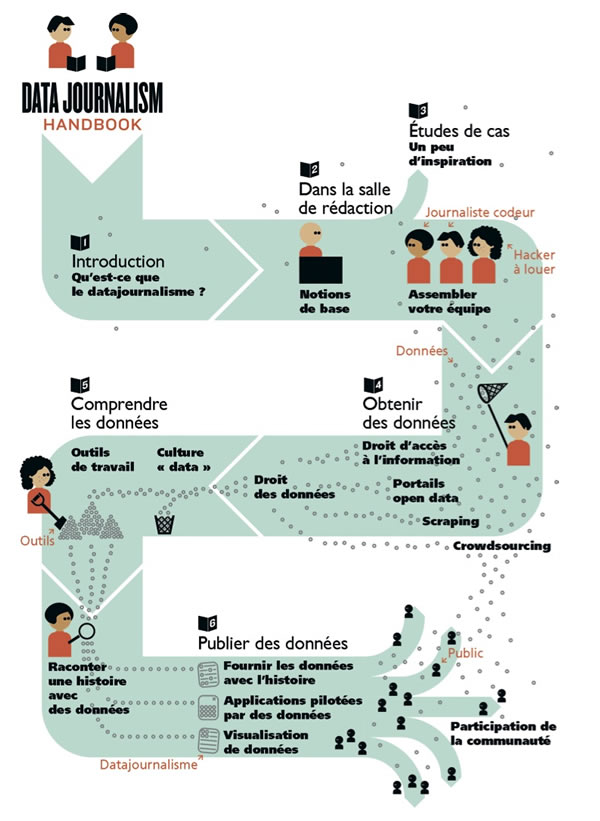 DATA JOURNALISM
HANDBOOK
1
Introduction
Qu'est-ce que
le datajournalisme ?
2
Dans la salle
de rédaction
Notions
de base
3
Études de cas
Un peu
d'inspiration
Journaliste codeur
Hacker
à louer
Assembler
votre équipe
Données
4
Obtenir
des données
Droit d'accès
à l'information
Portails
open data
Scraping
Crowdsourcing
Droit
des données
5
Comprendre
les données
Outils
de travail
Culture
« data »
Outils
Raconter
une histoire
avec
des données
6
Publier des données
Fournir les données
avec l'histoire
Applications pilotées
par des données
Visualisation
de données
Datajournalisme
Public
Participation de
la communauté